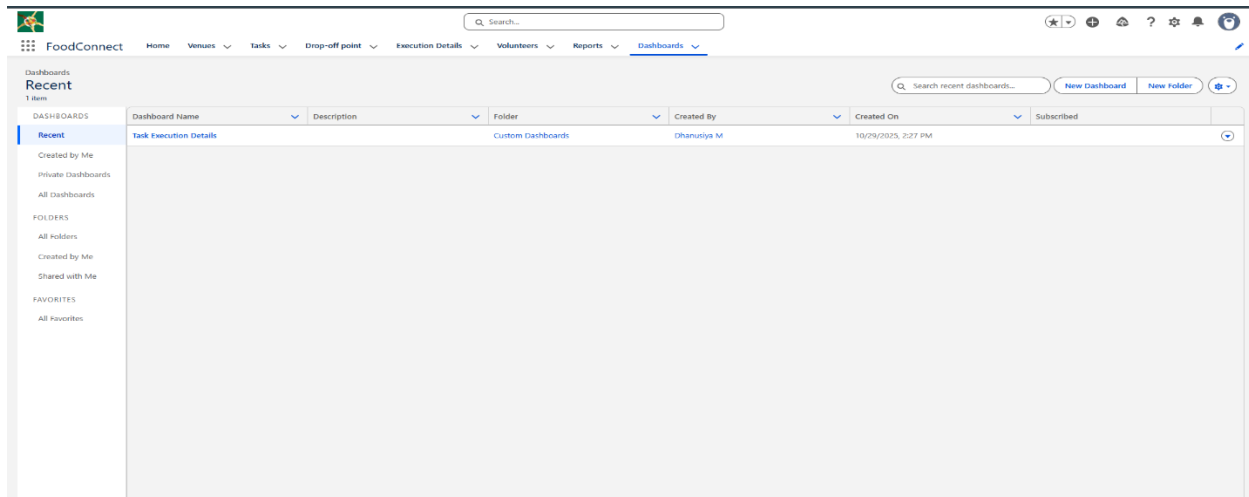 Search...
FoodConnect Home Venues Tasks Drop-off point Execution Details Volunteers Reports Dashboards
Dashboards
Recent
1 item
Search recent dashboards...
New Dashboard New Folder
DASHBOARDS
Dashboard Name Description Folder Created By Created On Subscribed
Recent
Task Execution Details Custom Dashboards Dhanusiya M 10/29/2025, 2:27 PM
Created by Me
Private Dashboards
All Dashboards
FOLDERS
All Folders
Created by Me
Shared with Me
FAVORITES
All Favorites